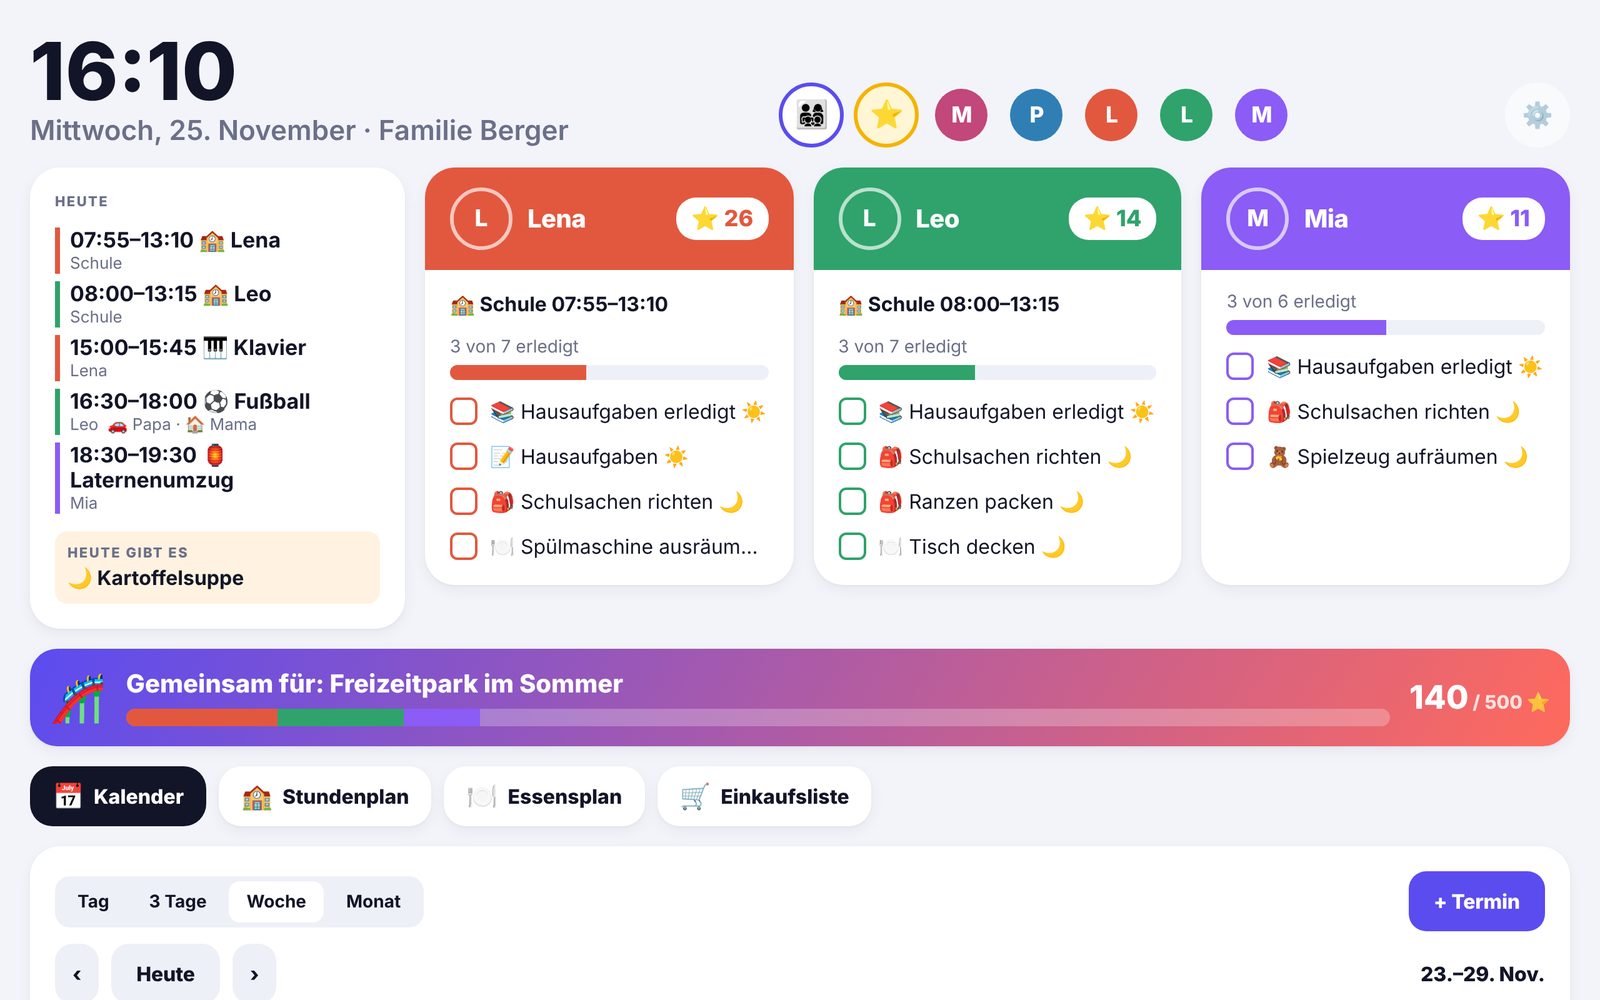 16:10
Mittwoch, 25. November · Familie Berger
M P L L M
HEUTE
07:55–13:10 🏫 Lena
Schule
08:00–13:15 🏫 Leo
Schule
15:00–15:45 🎹 Klavier
Lena
16:30–18:00 ⚽ Fußball
Leo 🚗 Papa · 🏠 Mama
18:30–19:30 🏮
Laternenumzug
Mia
HEUTE GIBT ES
🌙 Kartoffelsuppe
L Lena ⭐ 26
🏫 Schule 07:55–13:10
3 von 7 erledigt
📚 Hausaufgaben erledigt ☀️
📝 Hausaufgaben ☀️
🎒 Schulsachen richten 🌙
🍽️ Spülmaschine ausräum...
L Leo ⭐ 14
🏫 Schule 08:00–13:15
3 von 7 erledigt
📚 Hausaufgaben erledigt ☀️
🎒 Schulsachen richten 🌙
🎒 Ranzen packen 🌙
🍽️ Tisch decken 🌙
M Mia ⭐ 11
3 von 6 erledigt
📚 Hausaufgaben erledigt ☀️
🎒 Schulsachen richten 🌙
🧸 Spielzeug aufräumen 🌙
Gemeinsam für: Freizeitpark im Sommer
140 / 500 ⭐
📅 Kalender
🏫 Stundenplan
🍽️ Essensplan
🛒 Einkaufsliste
Tag 3 Tage Woche Monat
+ Termin
‹ Heute ›
23.–29. Nov.